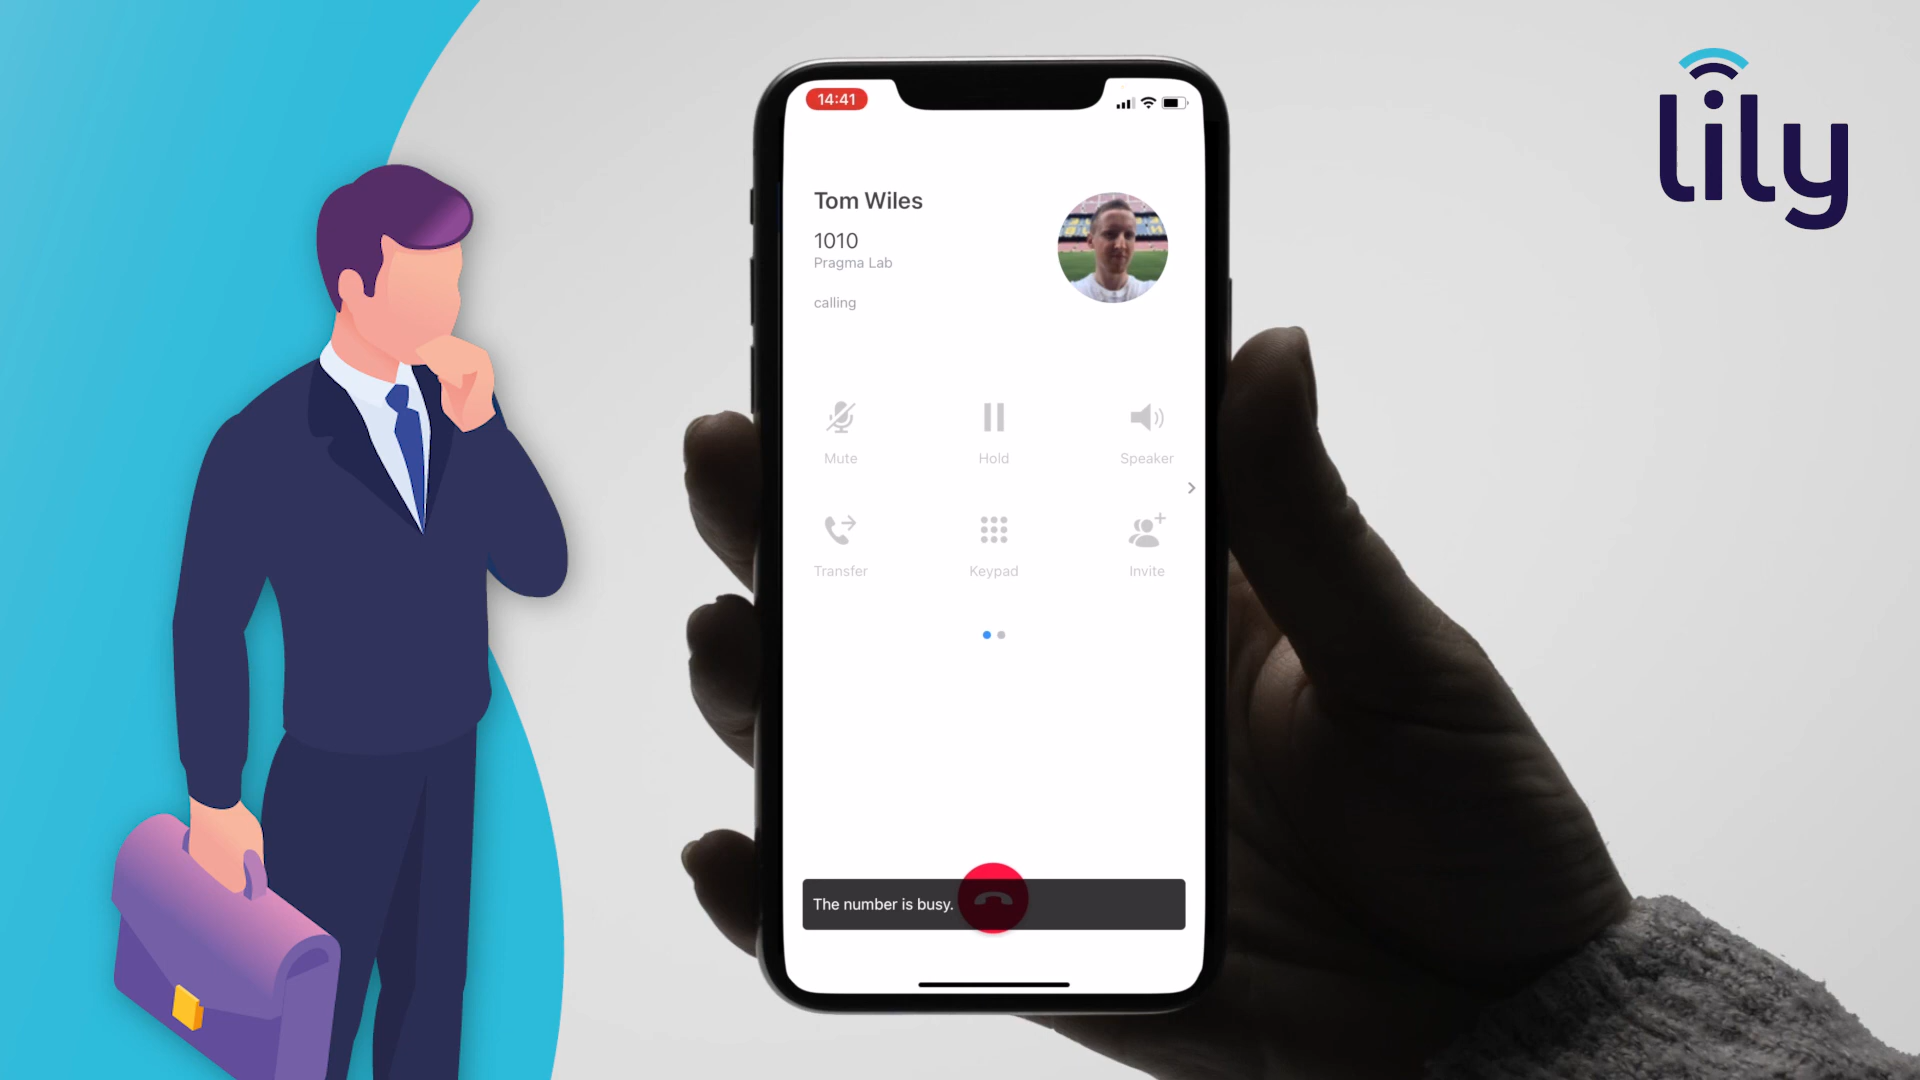 14:41
lily
Tom Wiles
1010
Pragma Lab
calling
Mute
Hold
Speaker
Transfer
Keypad
Invite
The number is busy.